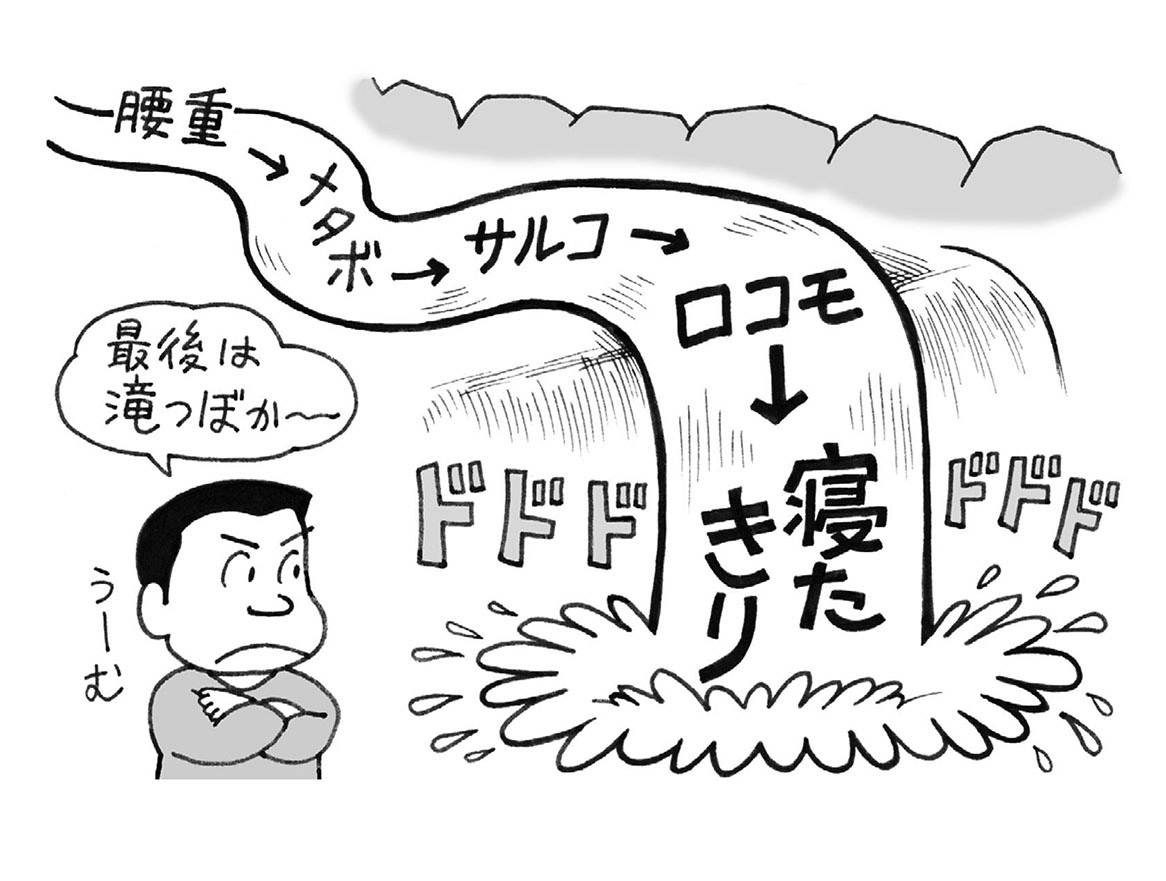 腰重
→
メタボ
→
サルコ
→
ロコモ
↓
寝た
きり
最後は
滝つぼか〜
うーむ
ドドド
ドドド